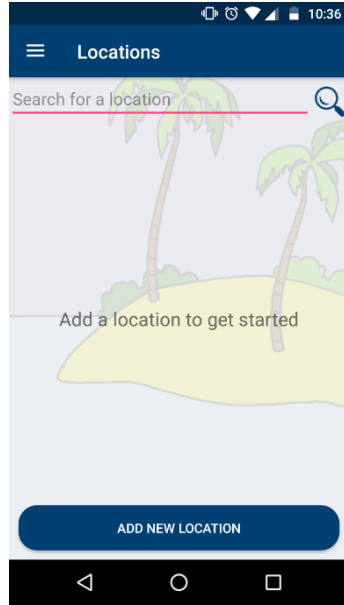 10:36
Locations
Search for a location
Add a location to get started
ADD NEW LOCATION